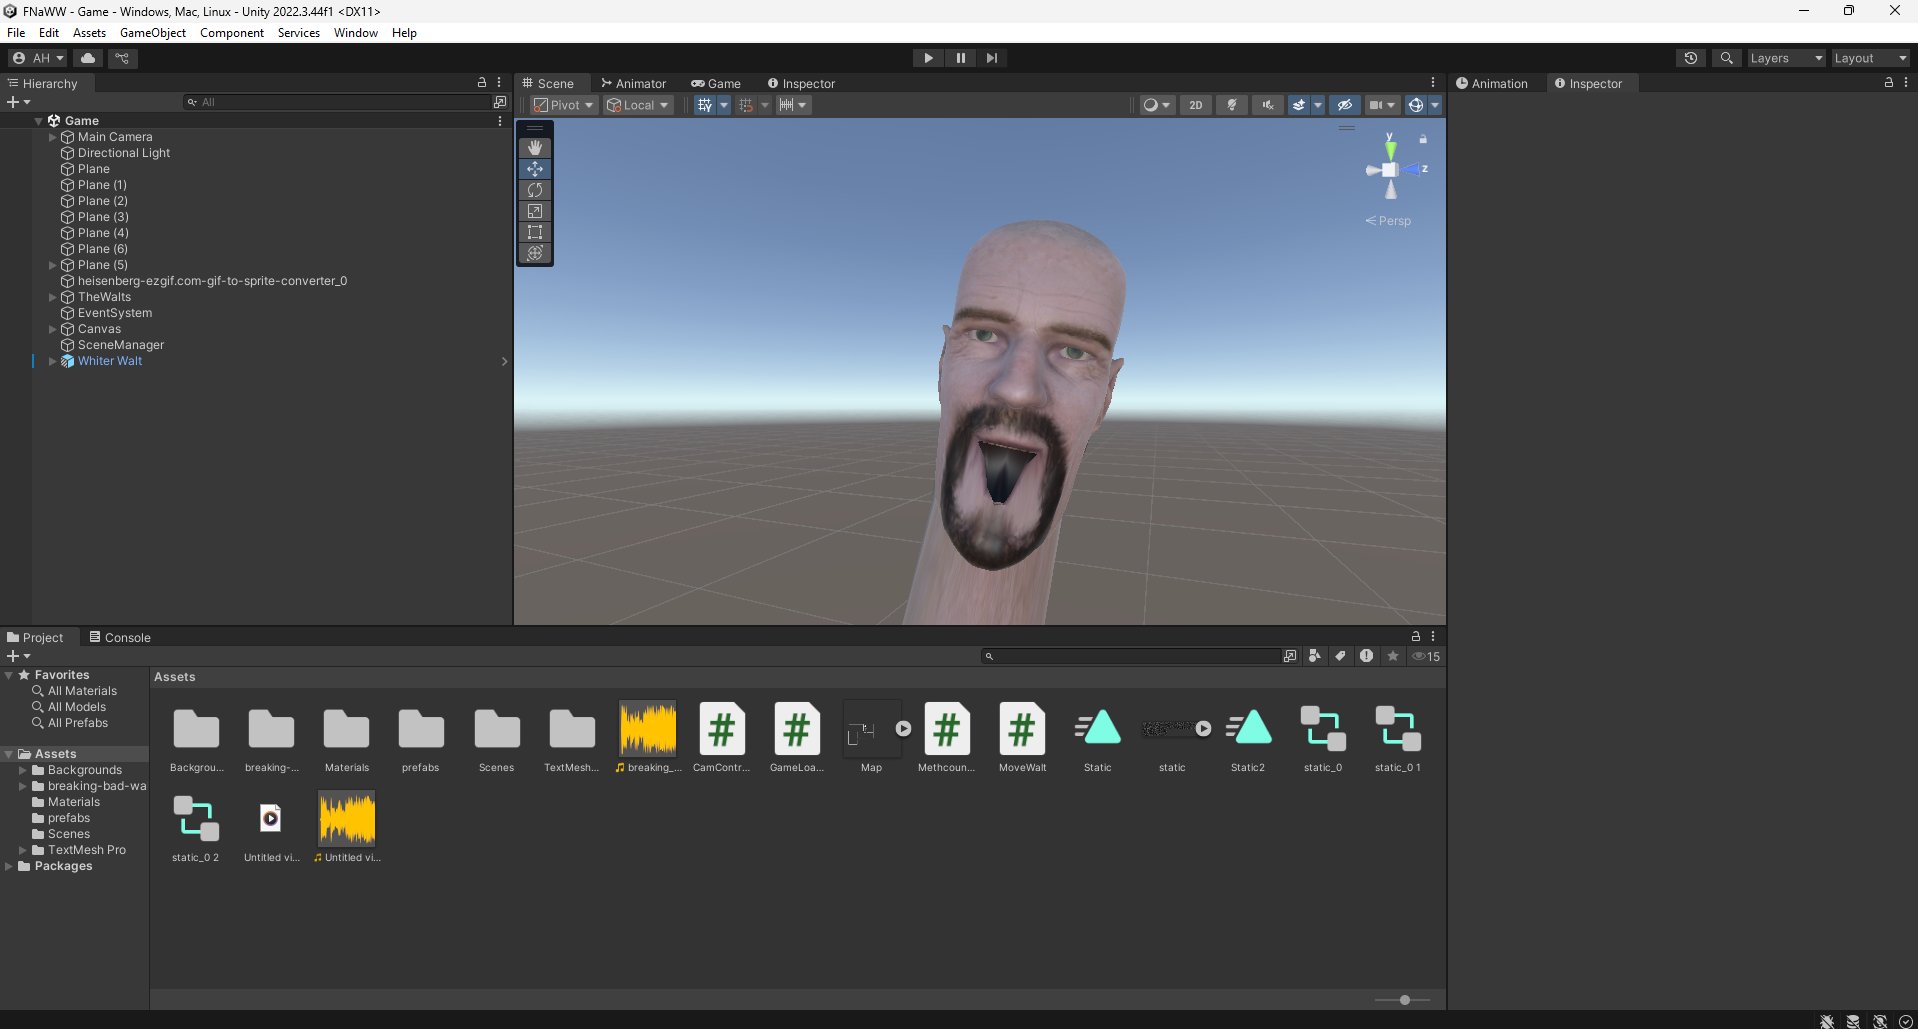 FNaWW - Game - Windows, Mac, Linux - Unity 2022.3.44f1 <DX11>
File Edit Assets GameObject Component Services Window Help
AH
Layers Layout
Hierarchy
Scene Animator Game Inspector
Animation Inspector
All
Pivot Local 2D
Game
Main Camera
Directional Light
Plane
Plane (1)
Plane (2)
Plane (3)
Plane (4)
Plane (6)
Plane (5)
heisenberg-ezgif.com-gif-to-sprite-converter_0
TheWalts
EventSystem
Canvas
SceneManager
Whiter Walt
y
z
Persp
Project Console
15
Favorites
All Materials
All Models
All Prefabs
Assets
Backgrounds
breaking-bad-wa
Materials
prefabs
Scenes
TextMesh Pro
Packages
Assets
Backgrou... breaking-... Materials prefabs Scenes TextMesh... breaking_... CamContr... GameLoa... Map Methcoun... MoveWalt Static static Static2 static_0 static_0 1
static_0 2 Untitled vi... Untitled vi...